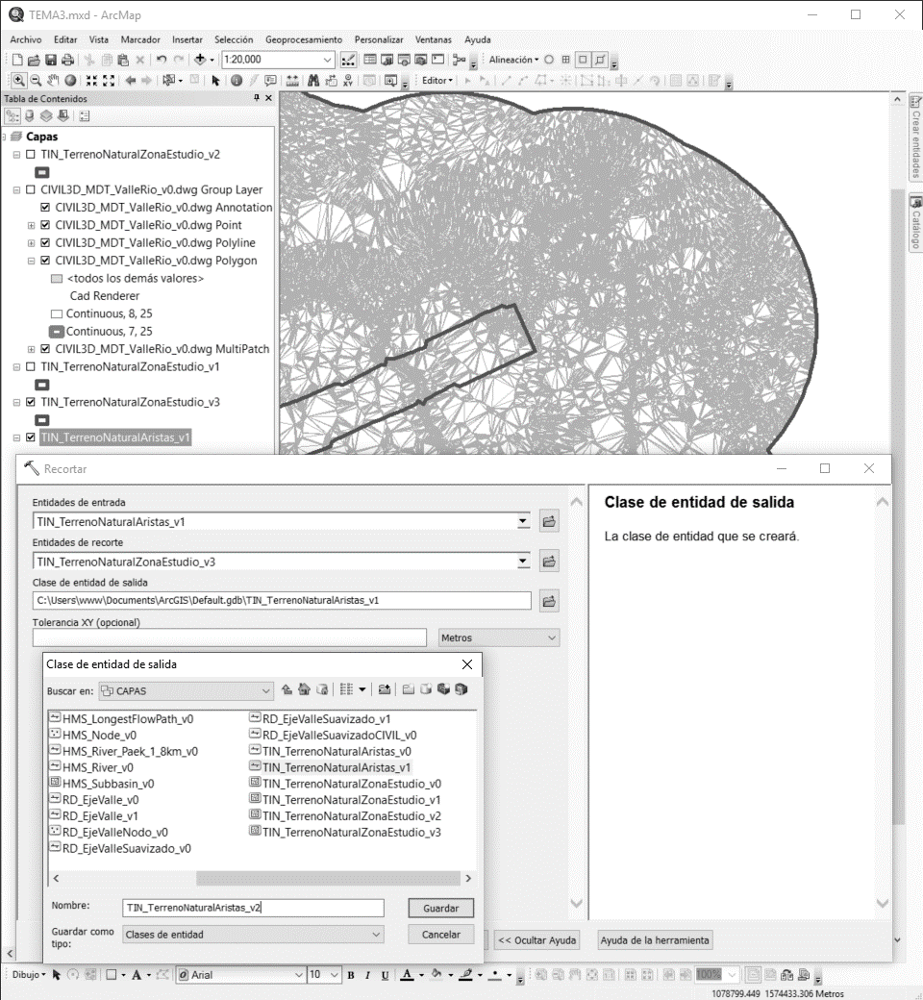 TEMA3.mxd - ArcMap
Archivo Editar Vista Marcador Insertar Selección Geoprocesamiento Personalizar Ventanas Ayuda
1:20,000
Alineación
Editor
Tabla de Contenidos
Capas
TIN_TerrenoNaturalZonaEstudio_v2
CIVIL3D_MDT_ValleRio_v0.dwg Group Layer
CIVIL3D_MDT_ValleRio_v0.dwg Annotation
CIVIL3D_MDT_ValleRio_v0.dwg Point
CIVIL3D_MDT_ValleRio_v0.dwg Polyline
CIVIL3D_MDT_ValleRio_v0.dwg Polygon
<todos los demás valores>
Cad Renderer
Continuous, 8, 25
Continuous, 7, 25
CIVIL3D_MDT_ValleRio_v0.dwg MultiPatch
TIN_TerrenoNaturalZonaEstudio_v1
TIN_TerrenoNaturalZonaEstudio_v3
TIN_TerrenoNaturalAristas_v1
Crear entidades
Catálogo
Recortar
Entidades de entrada
TIN_TerrenoNaturalAristas_v1
Entidades de recorte
TIN_TerrenoNaturalZonaEstudio_v3
Clase de entidad de salida
C:\Users\www\Documents\ArcGIS\Default.gdb\TIN_TerrenoNaturalAristas_v1
Tolerancia XY (opcional)
Metros
Clase de entidad de salida
La clase de entidad que se creará.
Clase de entidad de salida
Buscar en: CAPAS
HMS_LongestFlowPath_v0
HMS_Node_v0
HMS_River_Paek_1_8km_v0
HMS_River_v0
HMS_Subbasin_v0
RD_EjeValle_v0
RD_EjeValle_v1
RD_EjeValleNodo_v0
RD_EjeValleSuavizado_v0
RD_EjeValleSuavizado_v1
RD_EjeValleSuavizadoCIVIL_v0
TIN_TerrenoNaturalAristas_v0
TIN_TerrenoNaturalAristas_v1
TIN_TerrenoNaturalZonaEstudio_v0
TIN_TerrenoNaturalZonaEstudio_v1
TIN_TerrenoNaturalZonaEstudio_v2
TIN_TerrenoNaturalZonaEstudio_v3
Nombre: TIN_TerrenoNaturalAristas_v2 Guardar
Guardar como tipo: Clases de entidad Cancelar
<< Ocultar Ayuda Ayuda de la herramienta
Dibujo A Arial 10 B I U A 100%
1078799.449 1574433.306 Metros